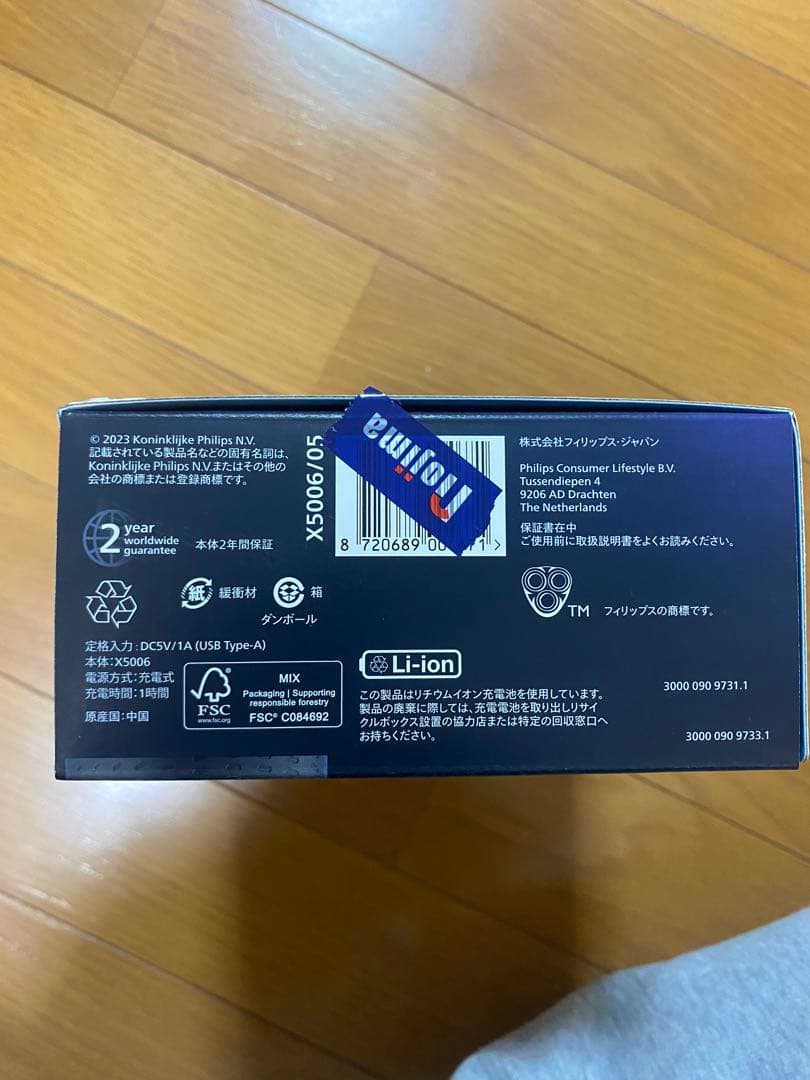 © 2023 Koninklijke Philips N.V.
記載されている製品名などの固有名詞は、
Koninklijke Philips N.V.またはその他の
会社の商標または登録商標です。
2 year
worldwide
guarantee
本体2年間保証
紙 緩衝材
箱
ダンボール
定格入力:DC5V/1A (USB Type-A)
本体:X5006
電源方式:充電式
充電時間:1時間
原産国:中国
FSC
www.fsc.org
MIX
Packaging | Supporting
responsible forestry
FSC® C084692
X5006/05
nojima
8 720689 00
71 >
Li-ion
この製品はリチウムイオン充電池を使用しています。
製品の廃棄に際しては、充電電池を取り出しリサイ
クルボックス設置の協力店または特定の回収窓口へ
お持ちください。
株式会社フィリップス・ジャパン
Philips Consumer Lifestyle B.V.
Tussendiepen 4
9206 AD Drachten
The Netherlands
保証書在中
ご使用前に取扱説明書をよくお読みください。
TM フィリップスの商標です。
3000 090 9731.1
3000 090 9733.1